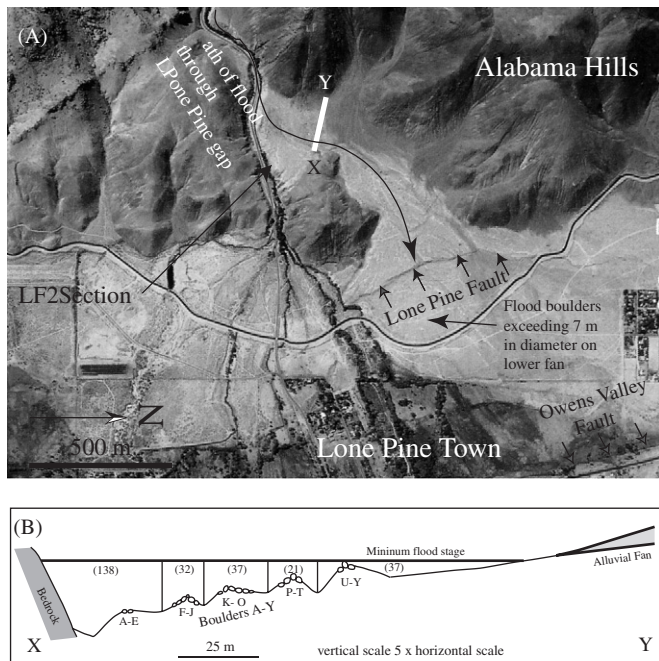 (A)
ath of flood
through
LPone Pine gap
Y
X
Alabama Hills
LF2Section
Lone Pine Fault
Flood boulders
exceeding 7 m
in diameter on
lower fan
N
500 m
Owens Valley
Fault
Lone Pine Town
(B)
Mininum flood stage
Alluvial Fan
(138)
(32)
(37)
(21)
(37)
Bedrock
A-E
F-J
K- O
P-T
U-Y
Boulders A-Y
X
25 m
vertical scale 5 x horizontal scale
Y